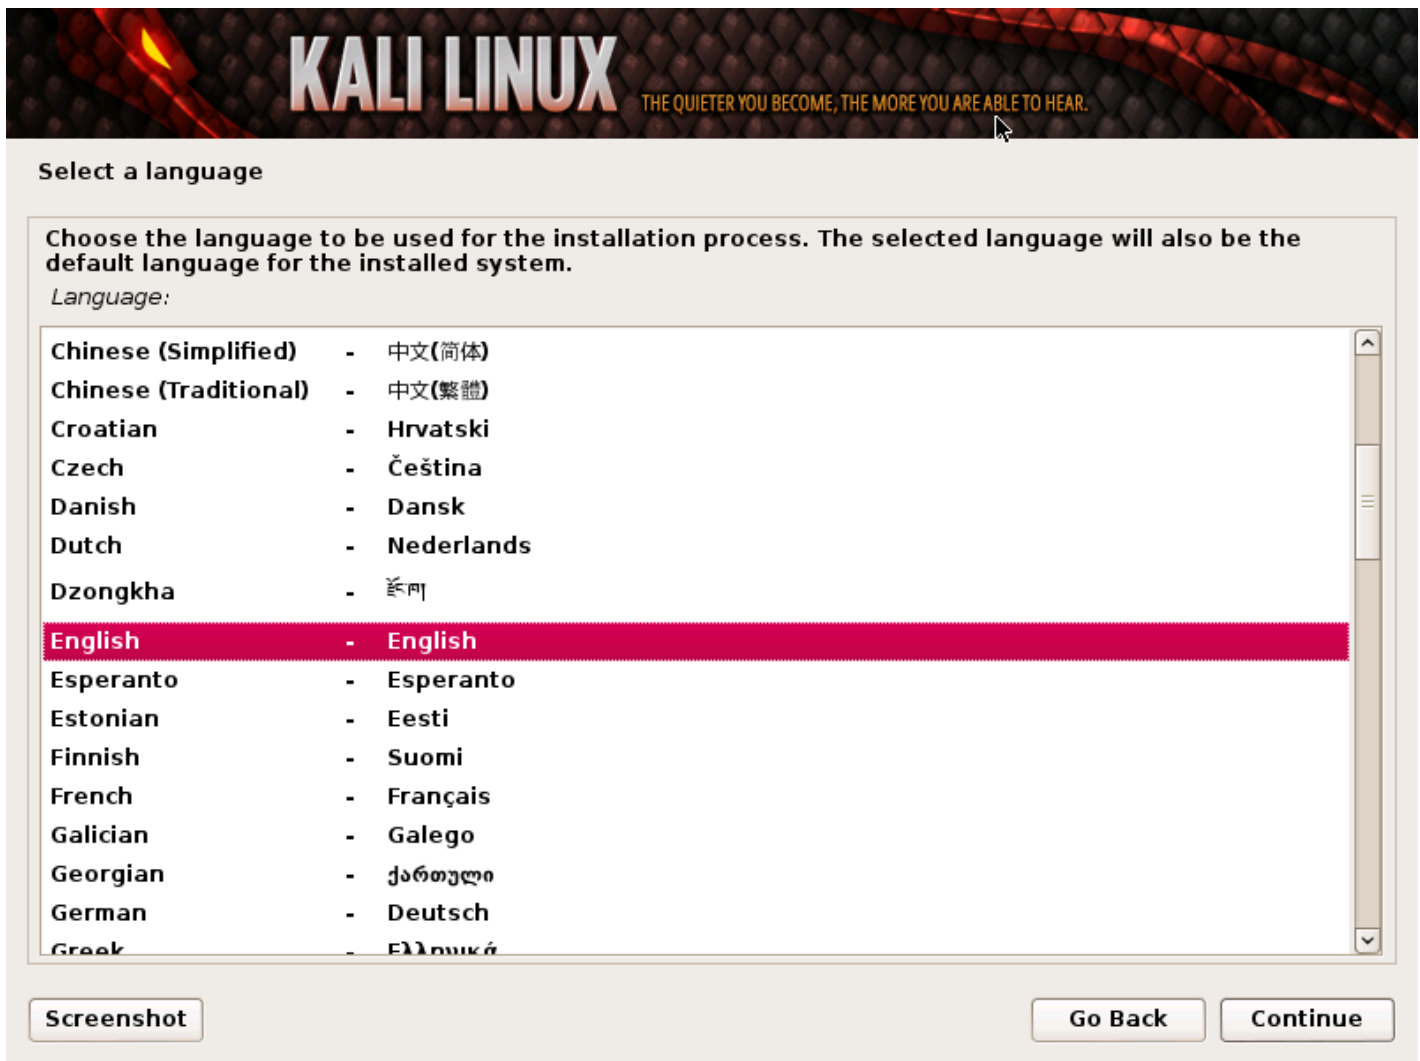 KALI LINUX THE QUIETER YOU BECOME, THE MORE YOU ARE ABLE TO HEAR.
Select a language
Choose the language to be used for the installation process. The selected language will also be the
default language for the installed system.
Language:
Chinese (Simplified) - 中文(简体)
Chinese (Traditional) - 中文(繁體)
Croatian - Hrvatski
Czech - Čeština
Danish - Dansk
Dutch - Nederlands
Dzongkha - རྫོང་ཁ།
English - English
Esperanto - Esperanto
Estonian - Eesti
Finnish - Suomi
French - Français
Galician - Galego
Georgian - ქართული
German - Deutsch
Greek - Ελληνικά
Screenshot Go Back Continue